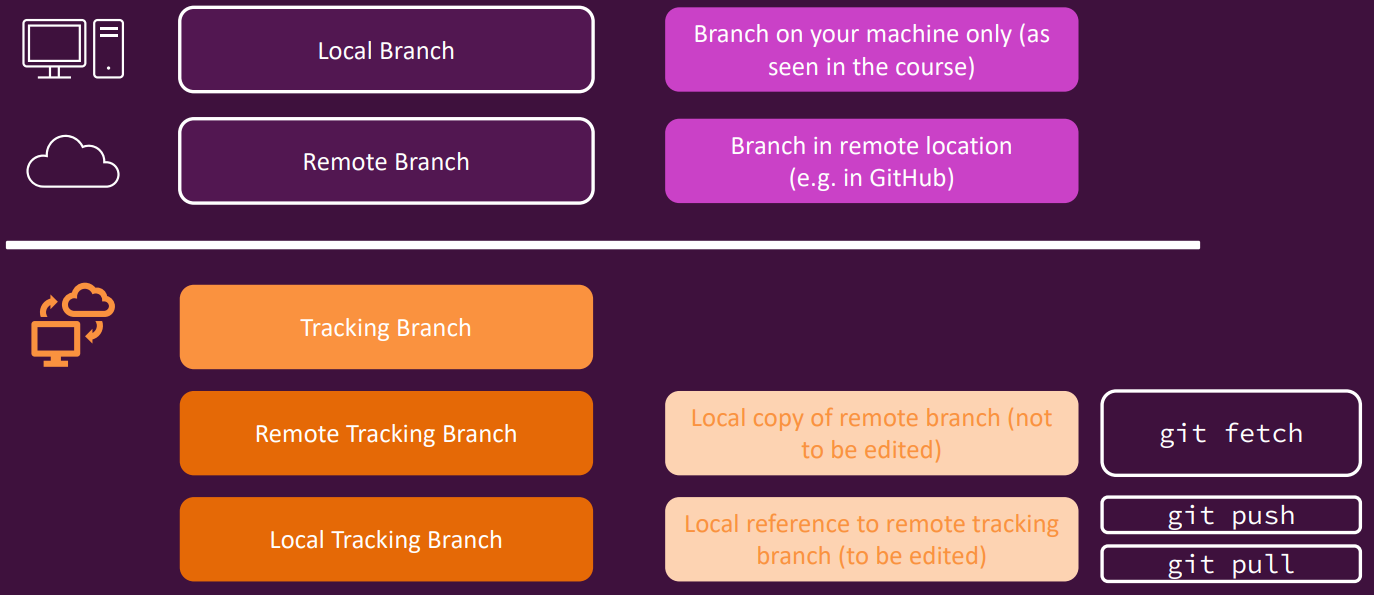 Local Branch
Branch on your machine only (as
seen in the course)
Remote Branch
Branch in remote location
(e.g. in GitHub)
Tracking Branch
Remote Tracking Branch
Local copy of remote branch (not
to be edited)
git fetch
Local Tracking Branch
Local reference to remote tracking
branch (to be edited)
git push
git pull